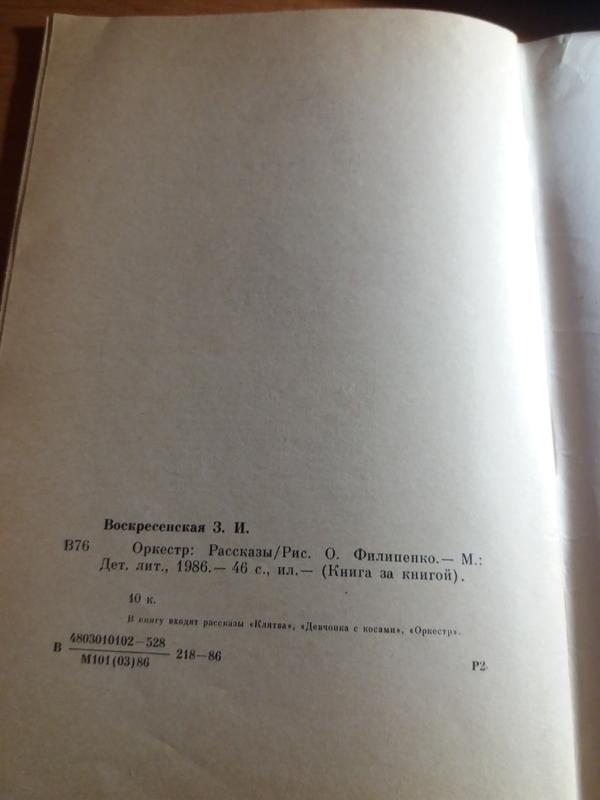 Воскресенская З. И.
В76 Оркестр: Рассказы/Рис. О. Филипенко.— М.:
Дет. лит., 1986.— 46 с., ил.— (Книга за книгой).
10 к.
В книгу входят рассказы «Клятва», «Девчонка с косами», «Оркестр».
4803010102—528
В 218—86
М101(03)86
Р2